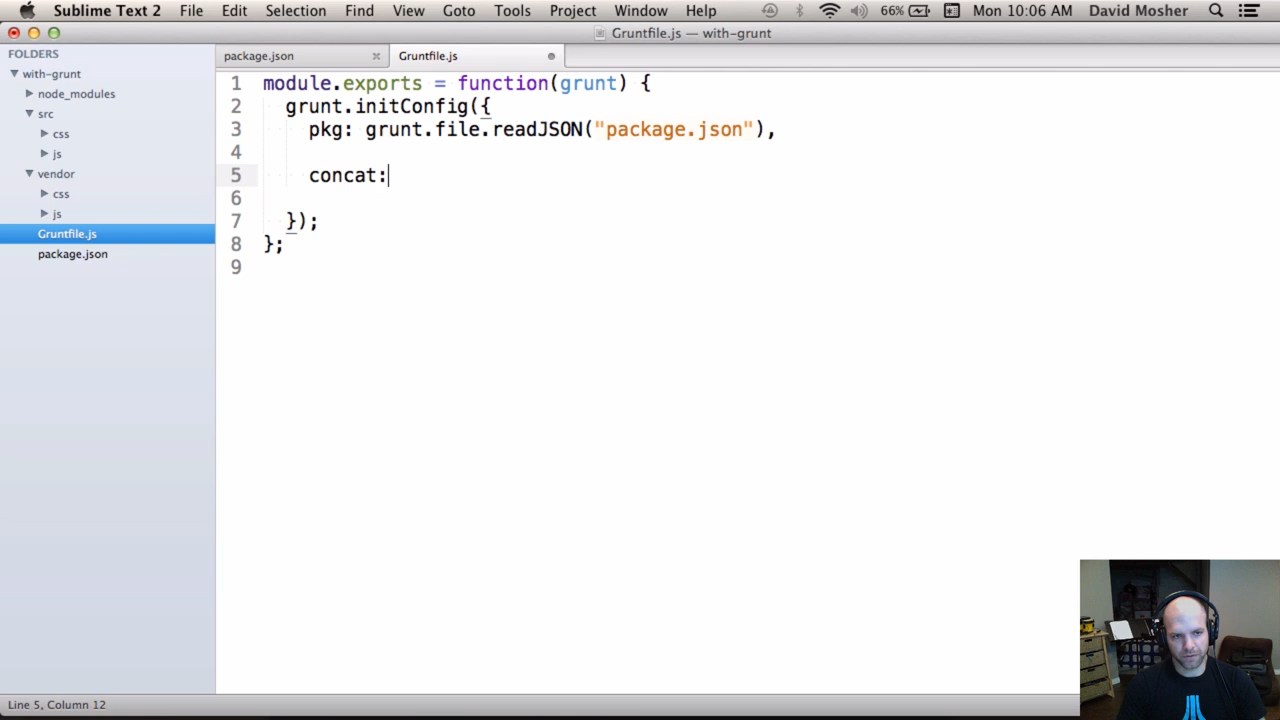 Sublime Text 2 File Edit Selection Find View Goto Tools Project Window Help 66% Mon 10:06 AM David Mosher
Gruntfile.js — with-grunt
FOLDERS
with-grunt
node_modules
src
css
js
vendor
css
js
Gruntfile.js
package.json
package.json Gruntfile.js
1 module.exports = function(grunt) {
2 grunt.initConfig({
3 pkg: grunt.file.readJSON("package.json"),
4
5 concat:
6
7 });
8 };
9
Line 5, Column 12